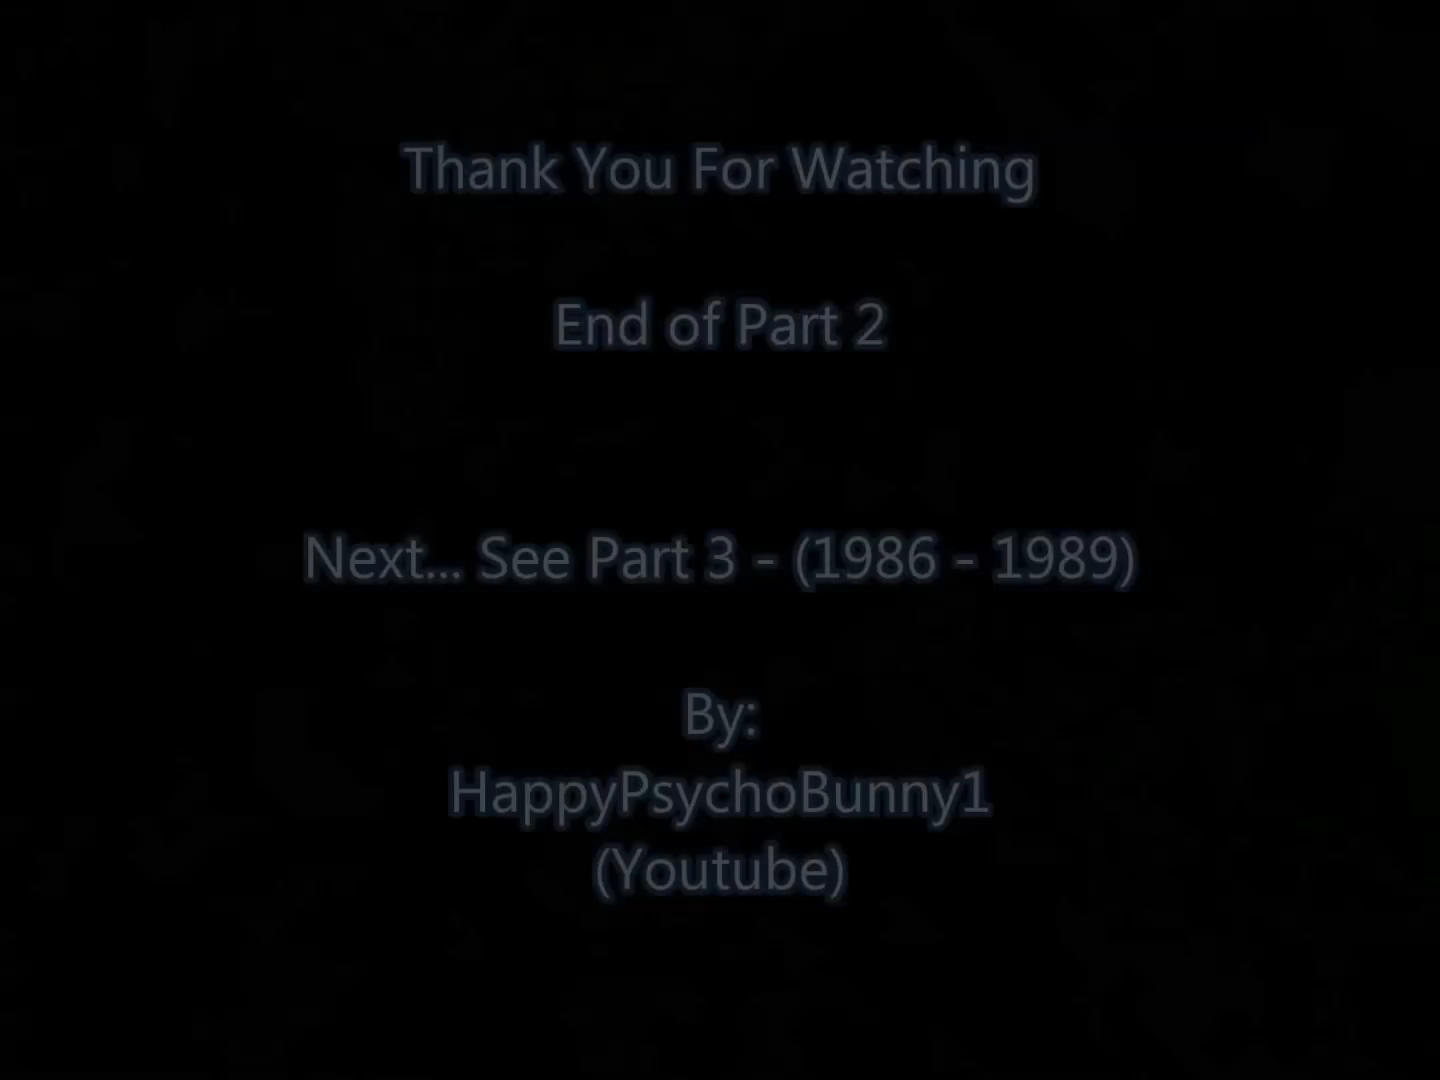 Thank You For Watching
End of Part 2
Next... See Part 3 - (1986 - 1989)
By:
HappyPsychoBunny1
(Youtube)